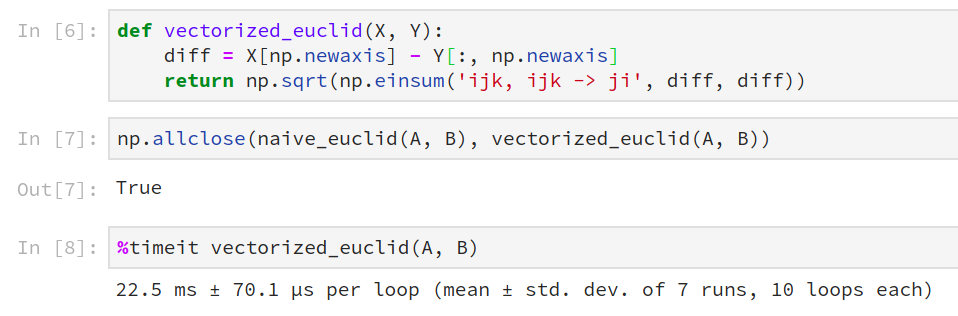 In [6]: def vectorized_euclid(X, Y):
diff = X[np.newaxis] - Y[:, np.newaxis]
return np.sqrt(np.einsum('ijk, ijk -> ji', diff, diff))
In [7]: np.allclose(naive_euclid(A, B), vectorized_euclid(A, B))
Out[7]: True
In [8]: %timeit vectorized_euclid(A, B)
22.5 ms ± 70.1 µs per loop (mean ± std. dev. of 7 runs, 10 loops each)